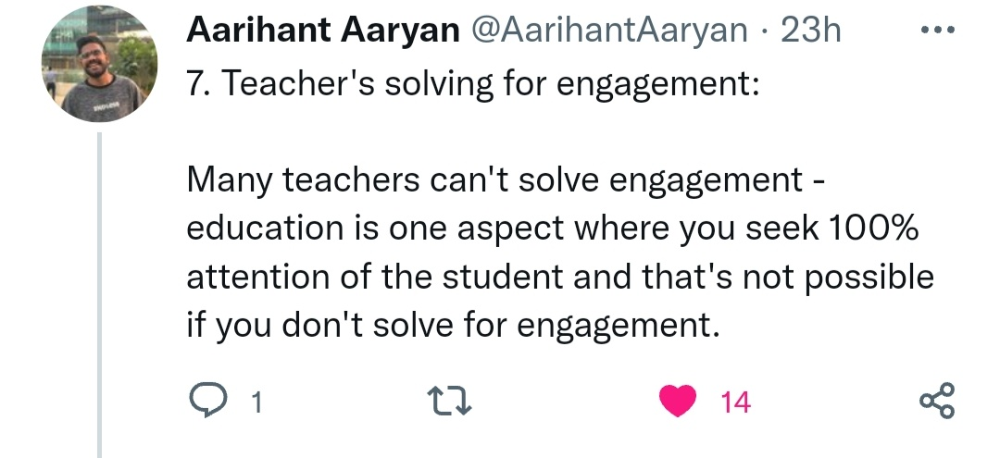 Aarihant Aaryan @AarihantAaryan · 23h
7. Teacher's solving for engagement:
Many teachers can't solve engagement -
education is one aspect where you seek 100%
attention of the student and that's not possible
if you don't solve for engagement.
1 14